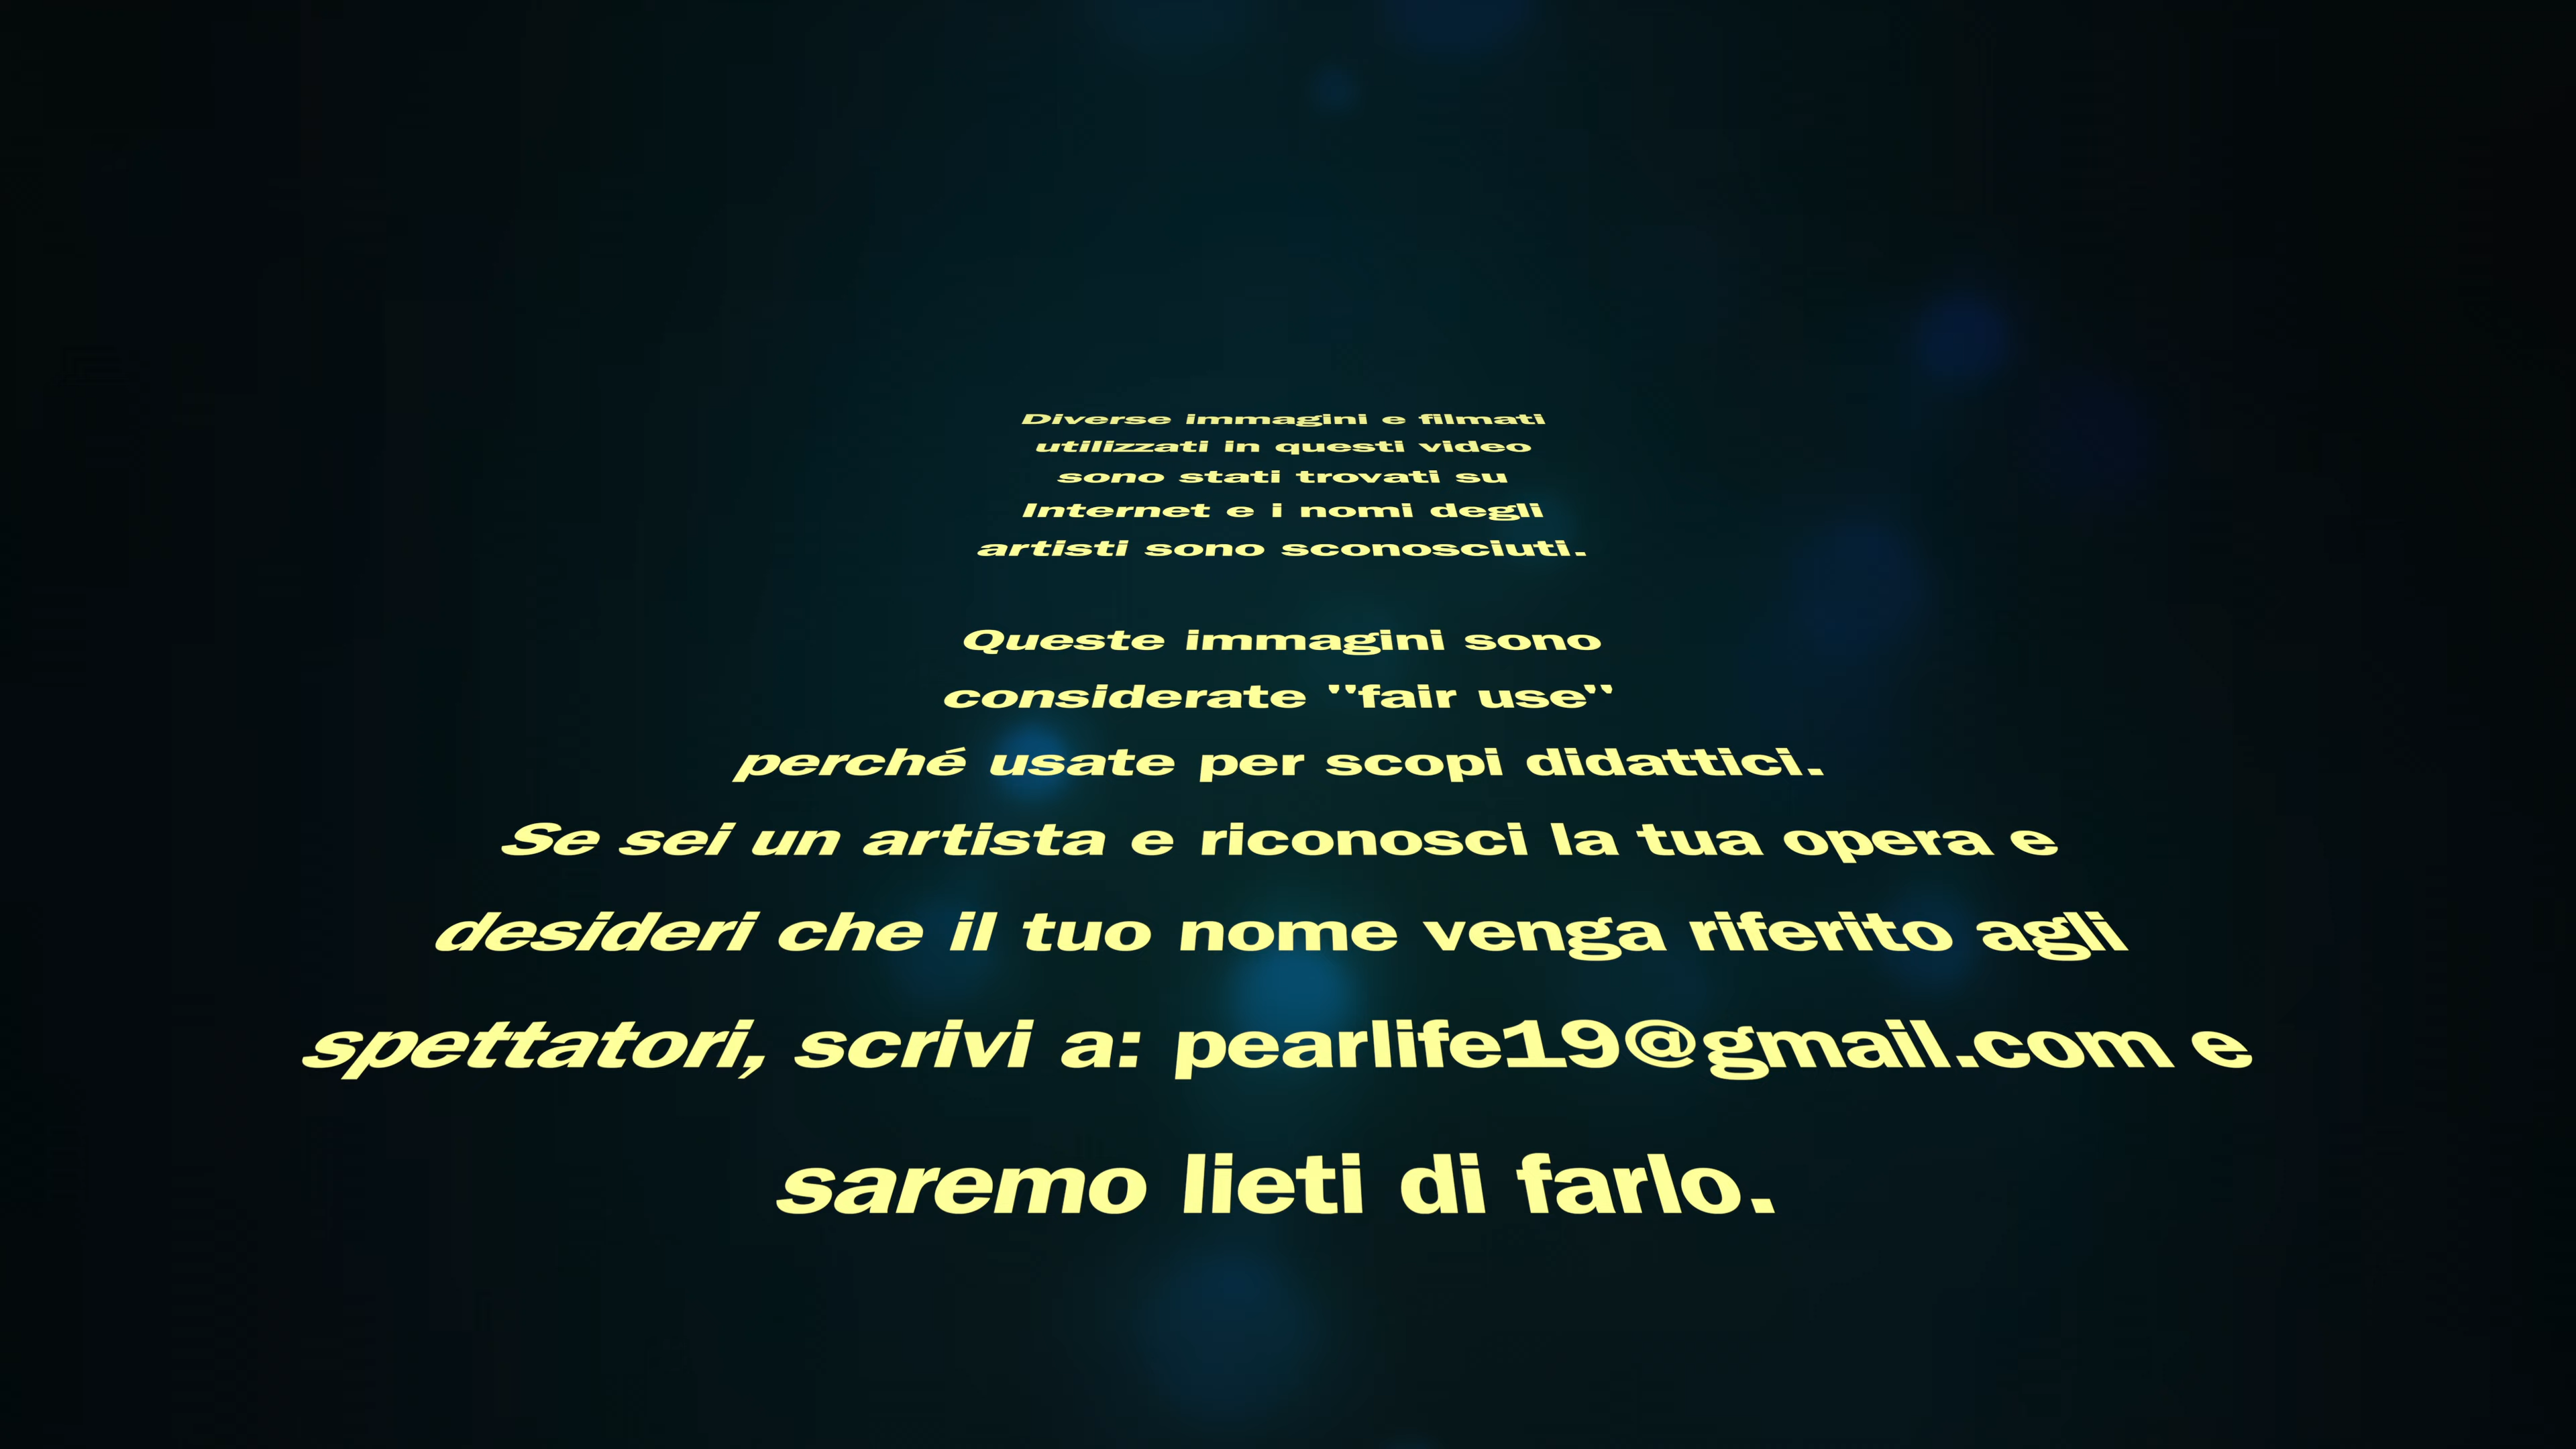 Diverse immagini e filmati
utilizzati in questi video
sono stati trovati su
Internet e i nomi degli
artisti sono sconosciuti.
Queste immagini sono
considerate "fair use"
perché usate per scopi didattici.
Se sei un artista e riconosci la tua opera e
desideri che il tuo nome venga riferito agli
spettatori, scrivi a: pearlife19@gmail.com e
saremo lieti di farlo.